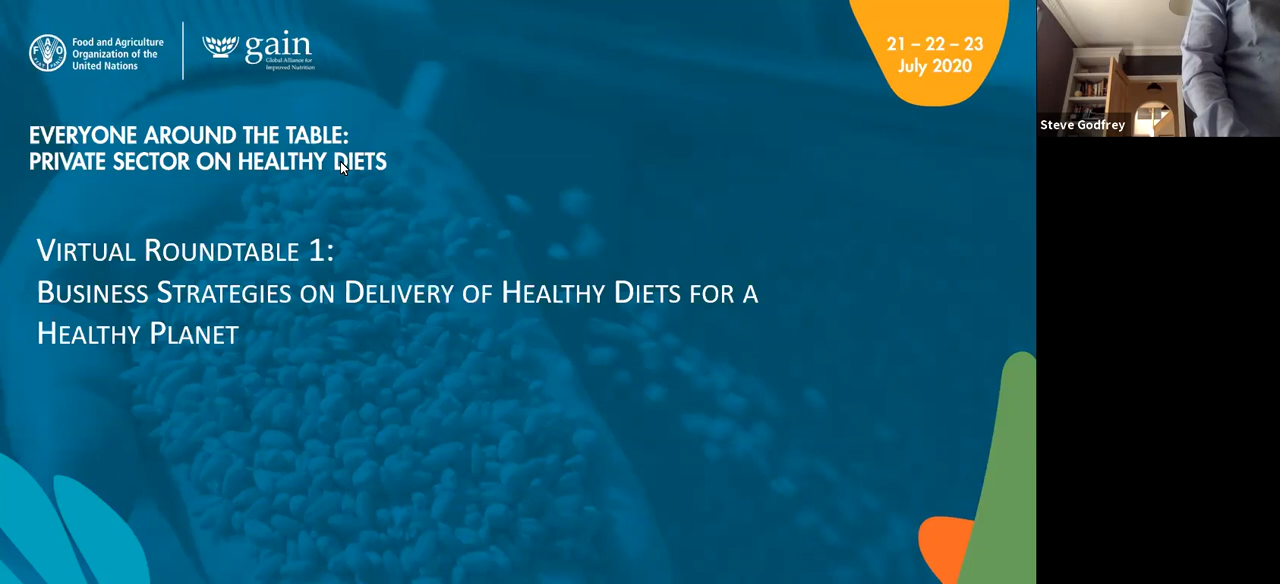 FAO
Food and Agriculture
Organization of the
United Nations
gain
Global Alliance for
Improved Nutrition
21 – 22 – 23
July 2020
EVERYONE AROUND THE TABLE:
PRIVATE SECTOR ON HEALTHY DIETS
VIRTUAL ROUNDTABLE 1:
BUSINESS STRATEGIES ON DELIVERY OF HEALTHY DIETS FOR A
HEALTHY PLANET
Steve Godfrey